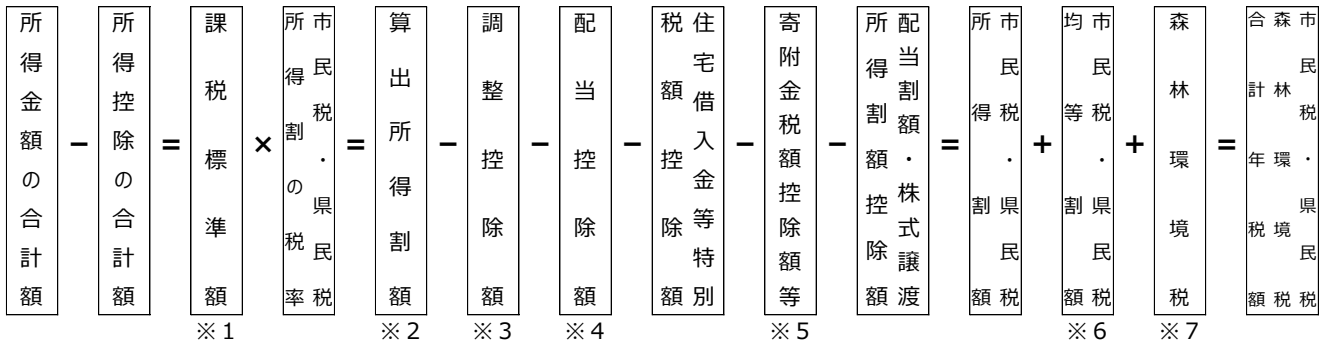 所得金額の合計額
−
所得控除の合計額
=
課税標準額
×
市民税・県民税
所得割の税率
=
算出所得割額
−
調整控除額
−
配当控除額
−
住宅借入金等特別
税額控除額
−
寄附金税額控除額等
−
配当割額・株式譲渡
所得割額控除額
=
市民税・県民税
所得割額
+
市民税・県民税
均等割額
+
森林環境税
=
市民税・県民税
森林環境税
合計年税額
※1
※2
※3
※4
※5
※6
※7